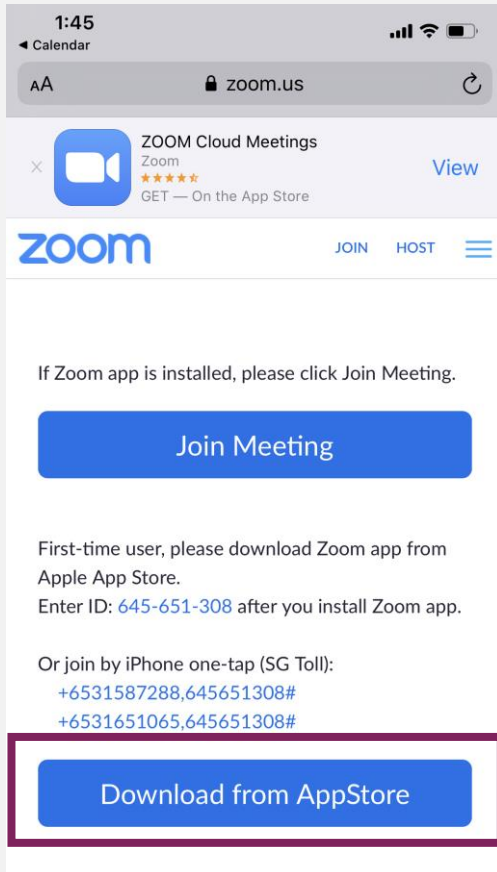 1:45
◄ Calendar
AA zoom.us
ZOOM Cloud Meetings
Zoom
GET — On the App Store
View
zoom JOIN HOST
If Zoom app is installed, please click Join Meeting.
Join Meeting
First-time user, please download Zoom app from
Apple App Store.
Enter ID: 645-651-308 after you install Zoom app.
Or join by iPhone one-tap (SG Toll):
+6531587288,645651308#
+6531651065,645651308#
Download from AppStore